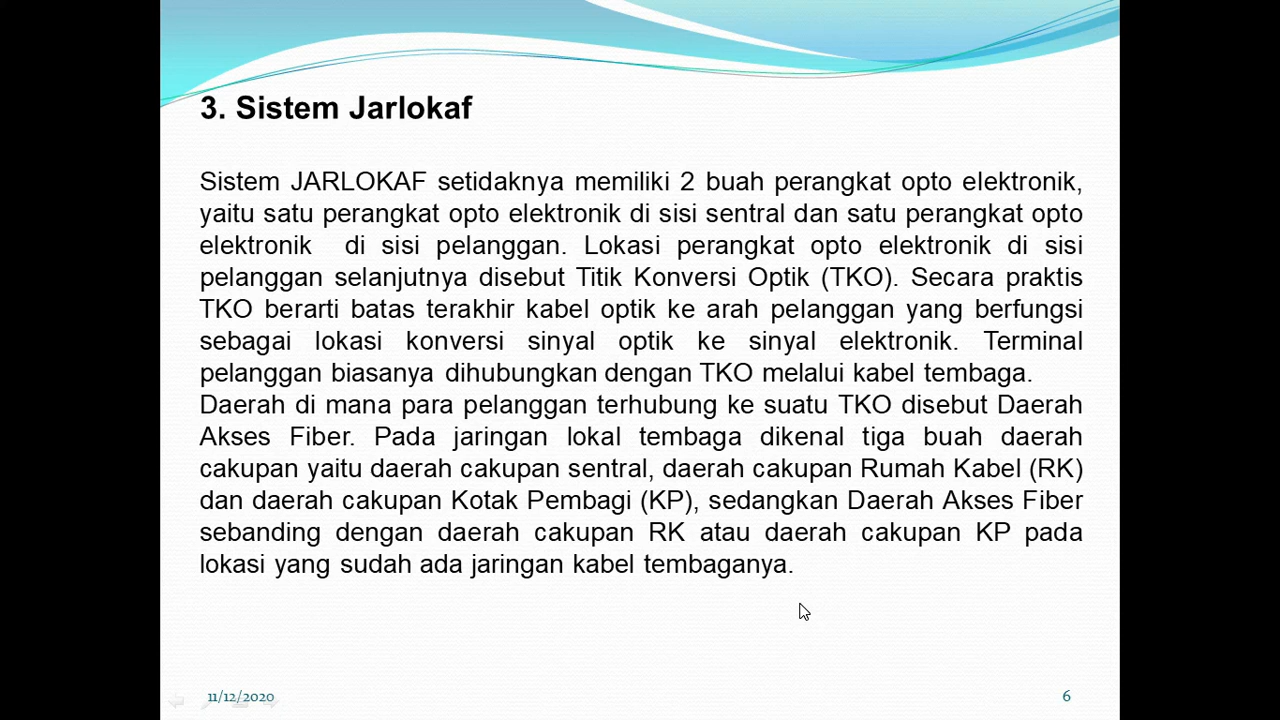 3. Sistem Jarlokaf
Sistem JARLOKAF setidaknya memiliki 2 buah perangkat opto elektronik,
yaitu satu perangkat opto elektronik di sisi sentral dan satu perangkat opto
elektronik di sisi pelanggan. Lokasi perangkat opto elektronik di sisi
pelanggan selanjutnya disebut Titik Konversi Optik (TKO). Secara praktis
TKO berarti batas terakhir kabel optik ke arah pelanggan yang berfungsi
sebagai lokasi konversi sinyal optik ke sinyal elektronik. Terminal
pelanggan biasanya dihubungkan dengan TKO melalui kabel tembaga.
Daerah di mana para pelanggan terhubung ke suatu TKO disebut Daerah
Akses Fiber. Pada jaringan lokal tembaga dikenal tiga buah daerah
cakupan yaitu daerah cakupan sentral, daerah cakupan Rumah Kabel (RK)
dan daerah cakupan Kotak Pembagi (KP), sedangkan Daerah Akses Fiber
sebanding dengan daerah cakupan RK atau daerah cakupan KP pada
lokasi yang sudah ada jaringan kabel tembaganya.
11/12/2020
6